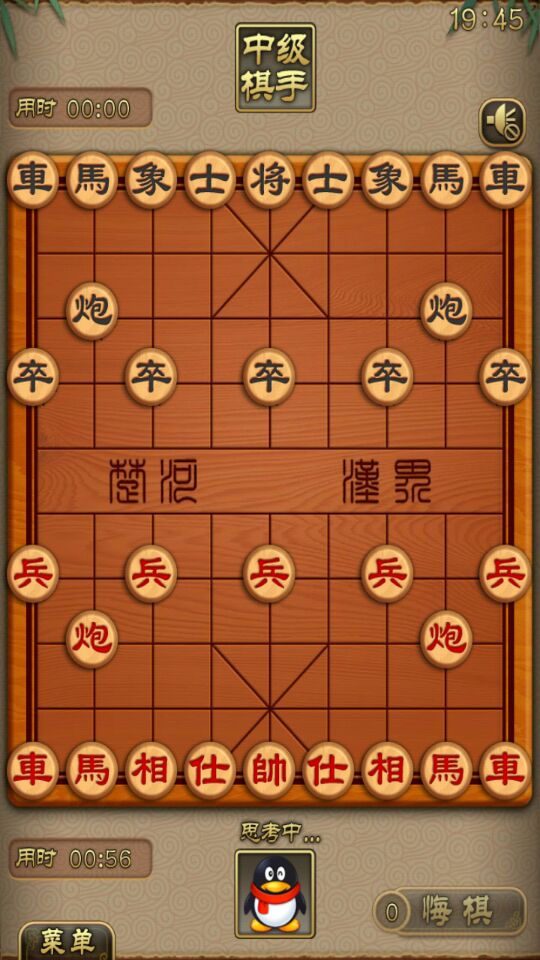 19:45
中级
棋手
用时 00:00
車馬象士将士象馬車
炮 炮
卒 卒 卒 卒 卒
楚河 漢界
兵 兵 兵 兵 兵
炮 炮
車馬相仕帥仕相馬車
思考中...
用时 00:56
0 悔棋
菜单